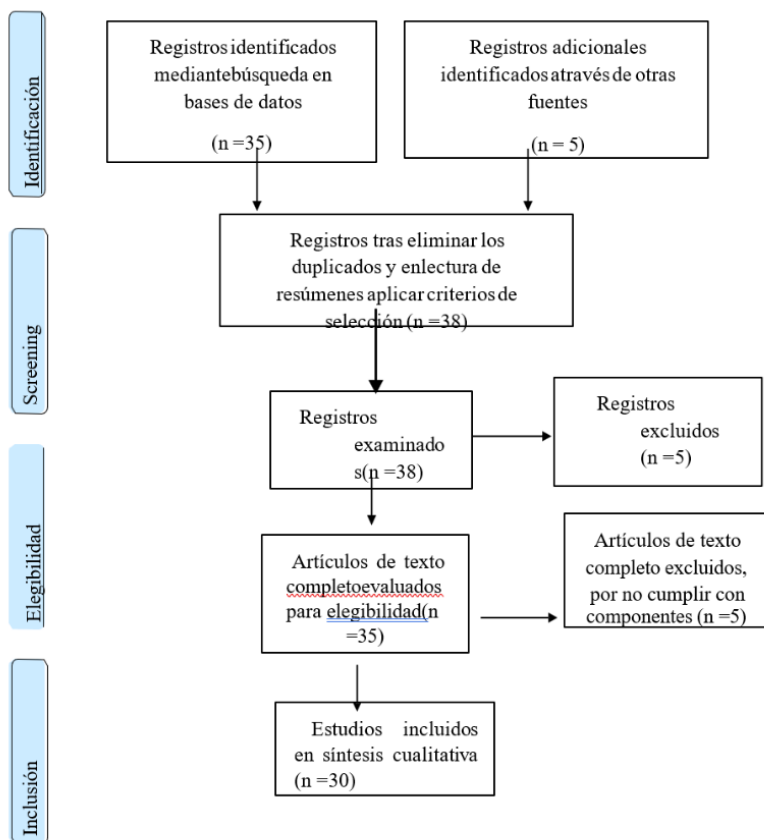 Identificación
Registros identificados
mediantebúsqueda en
bases de datos
(n =35)
Registros adicionales
identificados através de otras
fuentes
(n = 5)
Screening
Registros tras eliminar los
duplicados y enlectura de
resúmenes aplicar criterios de
selección (n =38)
Registros
examinado
s(n =38)
Registros
excluidos
(n =5)
Elegibilidad
Artículos de texto
completoevaluados
para elegibilidad(n
=35)
Artículos de texto
completo excluidos,
por no cumplir con
componentes (n =5)
Inclusión
Estudios incluidos
en síntesis cualitativa
(n =30)